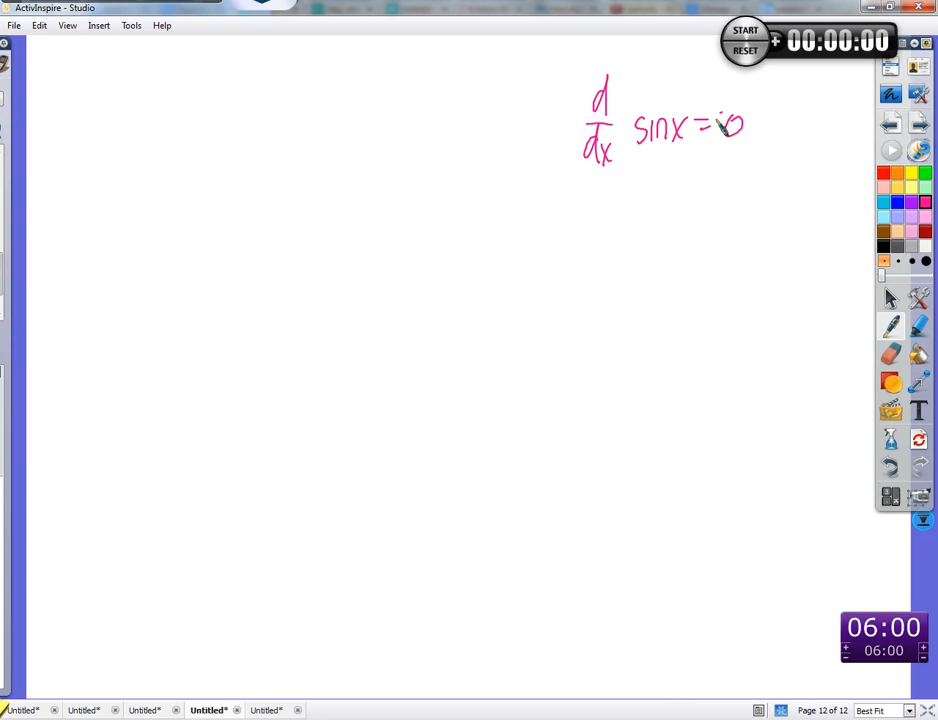 ActivInspire - Studio
File Edit View Insert Tools Help
START
RESET
00:00:00
d
dx
sinx=
06:00
06:00
Untitled* Untitled* Untitled* Untitled* Untitled*
Page 12 of 12
Best Fit